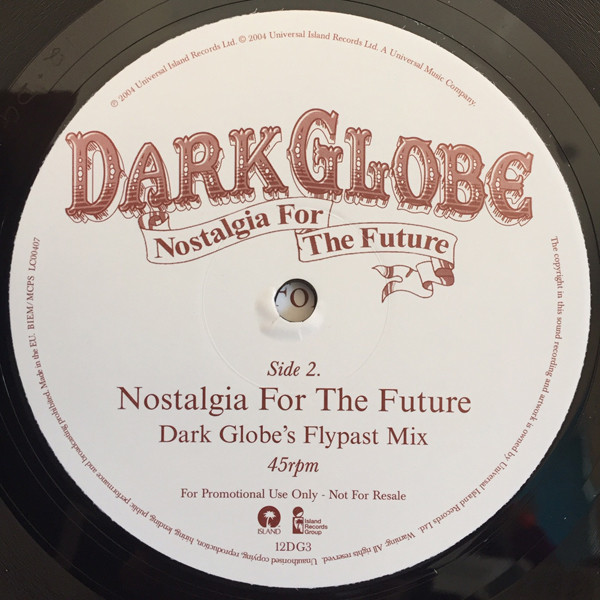 ℗ 2004 Universal Island Records Ltd. © 2004 Universal Island Records Ltd. A Universal Music Company.
DARK GLOBE
Nostalgia For
The Future
FO
Side 2.
Nostalgia For The Future
Dark Globe's Flypast Mix
45rpm
For Promotional Use Only - Not For Resale
ISLAND
Island
Records
Group
12DG3
The copyright in this sound recording and artwork is owned by Universal Island Records Ltd. Warning: All rights reserved. Unauthorised copying, reproduction, hiring, lending, public performance and broadcasting prohibited. Made in the EU. BIEM/MCPS LC00407